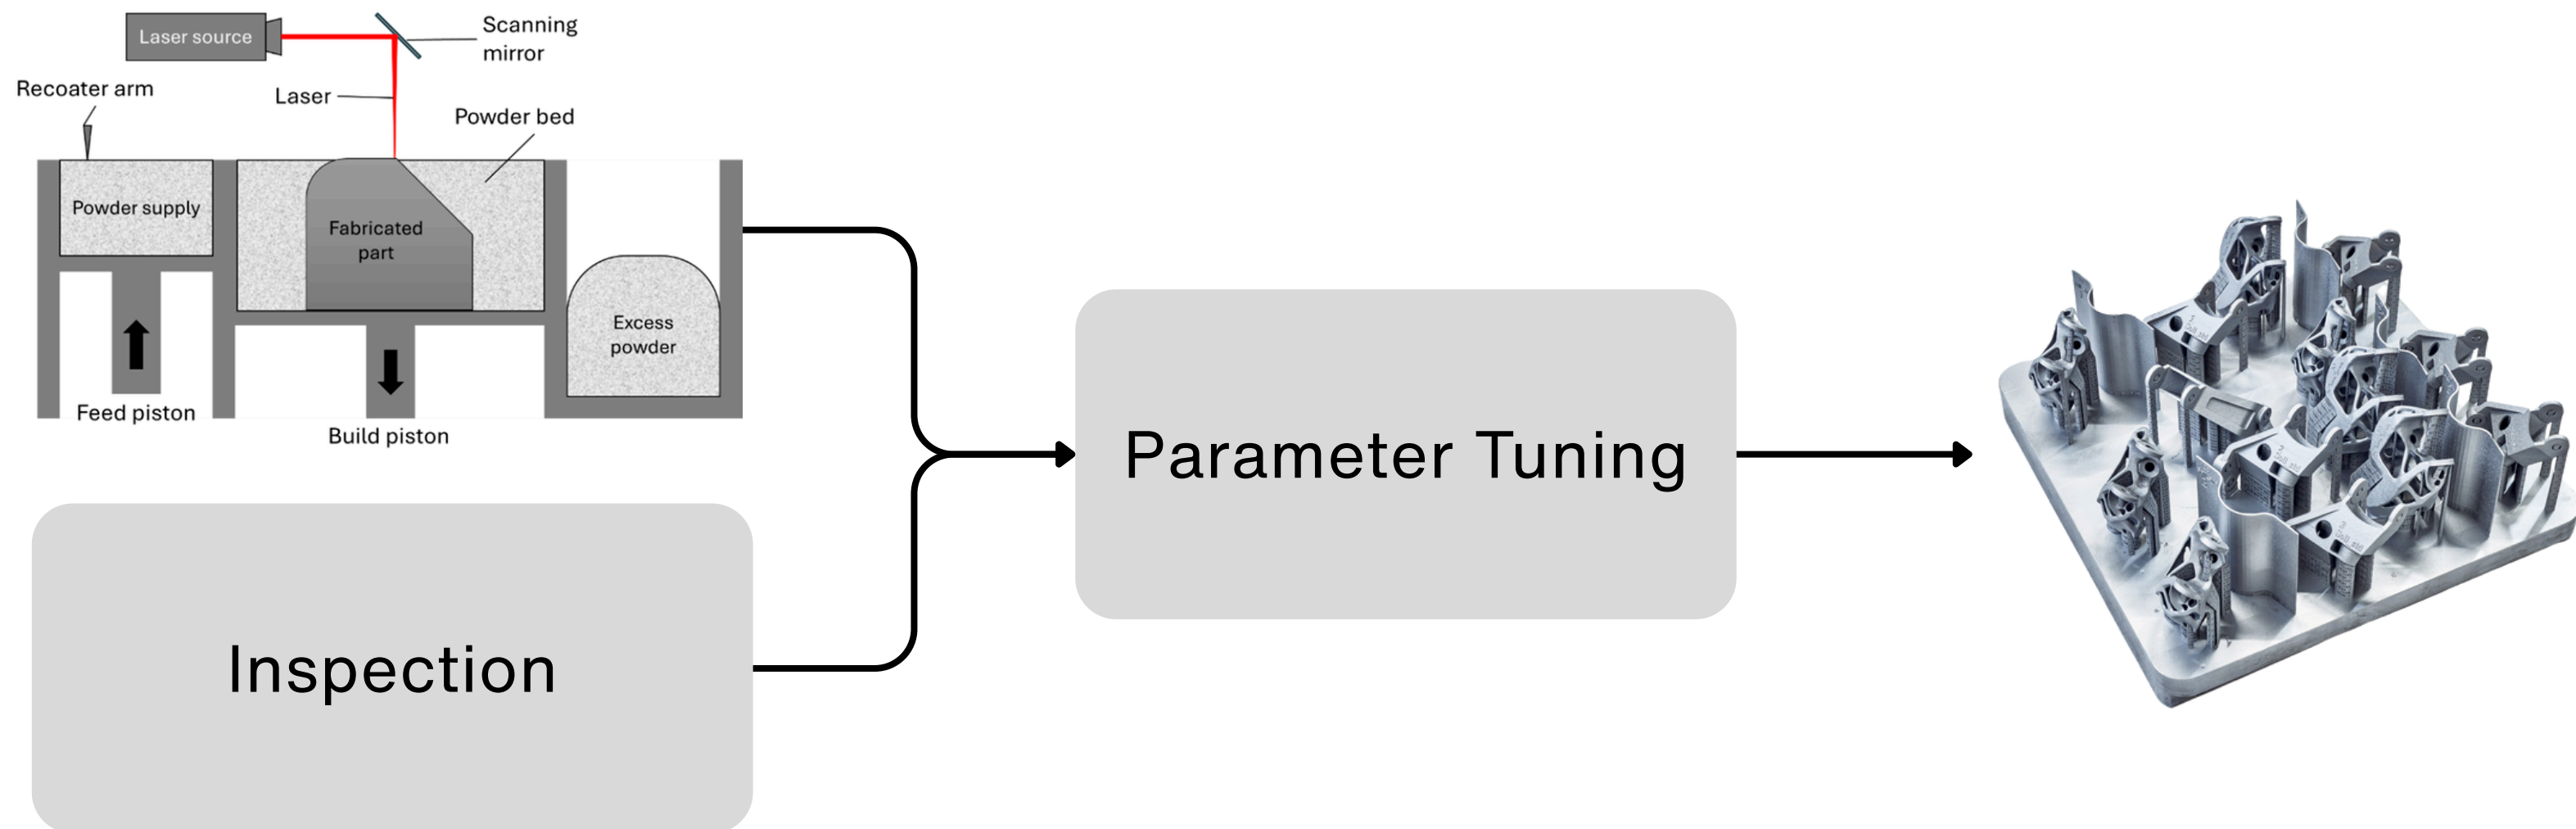 Laser source
Scanning
mirror
Recoater arm
Laser
Powder bed
Powder supply
Fabricated
part
Excess
powder
Feed piston
Build piston
Inspection
Parameter Tuning